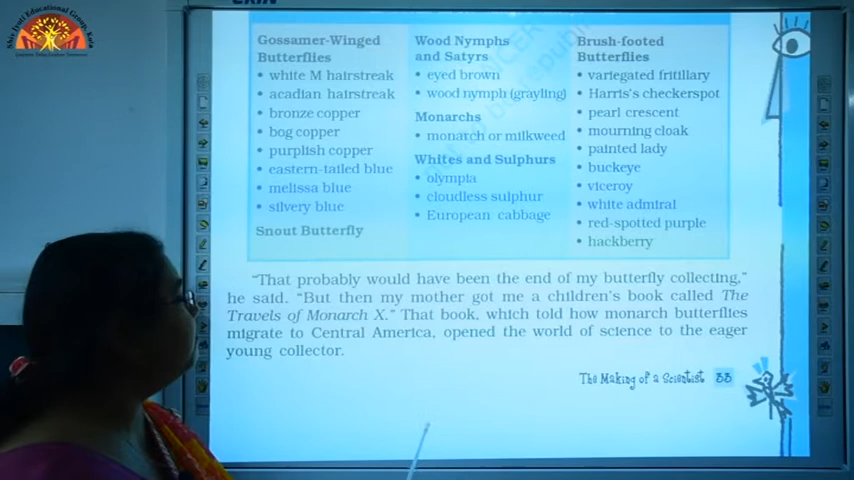 Shiv Jyoti Educational Group, Kota
Gossamer-Winged
Butterflies
• white M hairstreak
• acadian hairstreak
• bronze copper
• bog copper
• purplish copper
• eastern-tailed blue
• melissa blue
• silvery blue
Snout Butterfly
Wood Nymphs
and Satyrs
• eyed brown
• wood nymph (grayling)
Monarchs
• monarch or milkweed
Whites and Sulphurs
• olympia
• cloudless sulphur
• European cabbage
Brush-footed
Butterflies
• variegated fritillary
• Harris's checkerspot
• pearl crescent
• mourning cloak
• painted lady
• buckeye
• viceroy
• white admiral
• red-spotted purple
• hackberry
“That probably would have been the end of my butterfly collecting,”
he said. “But then my mother got me a children's book called The
Travels of Monarch X.” That book, which told how monarch butterflies
migrate to Central America, opened the world of science to the eager
young collector.
The Making of a Scientist 33